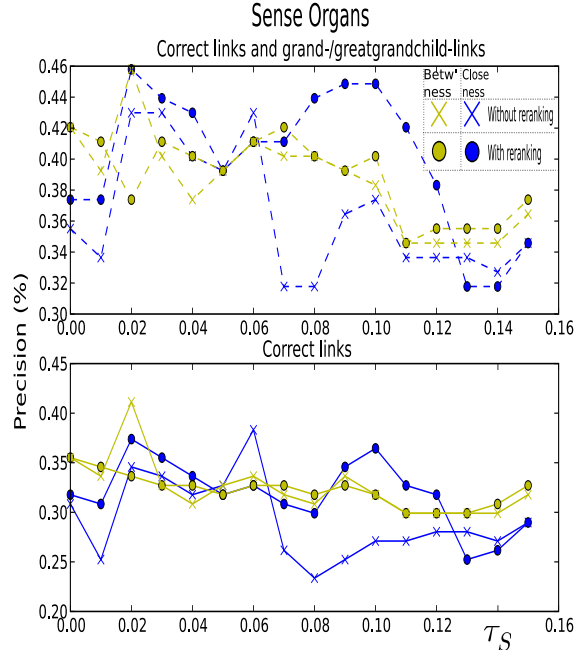 Sense Organs
Correct links and grand-/greatgrandchild-links
0.46
0.44
0.42
0.40
0.38
0.36
0.34
0.32
0.30
Betw' ness
Close ness
Without reranking
With reranking
0.00 0.02 0.04 0.06 0.08 0.10 0.12 0.14 0.16
Precision (%)
Correct links
0.45
0.40
0.35
0.30
0.25
0.20
0.00 0.02 0.04 0.06 0.08 0.10 0.12 0.14 0.16
τS